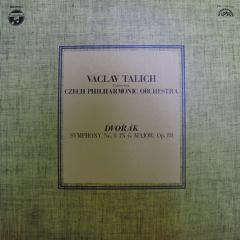 VACLAV TALICH
CZECH PHILHARMONIC ORCHESTRA
DVOŘÁK
SYMPHONY No. 8 IN G MAJOR, Op. 88